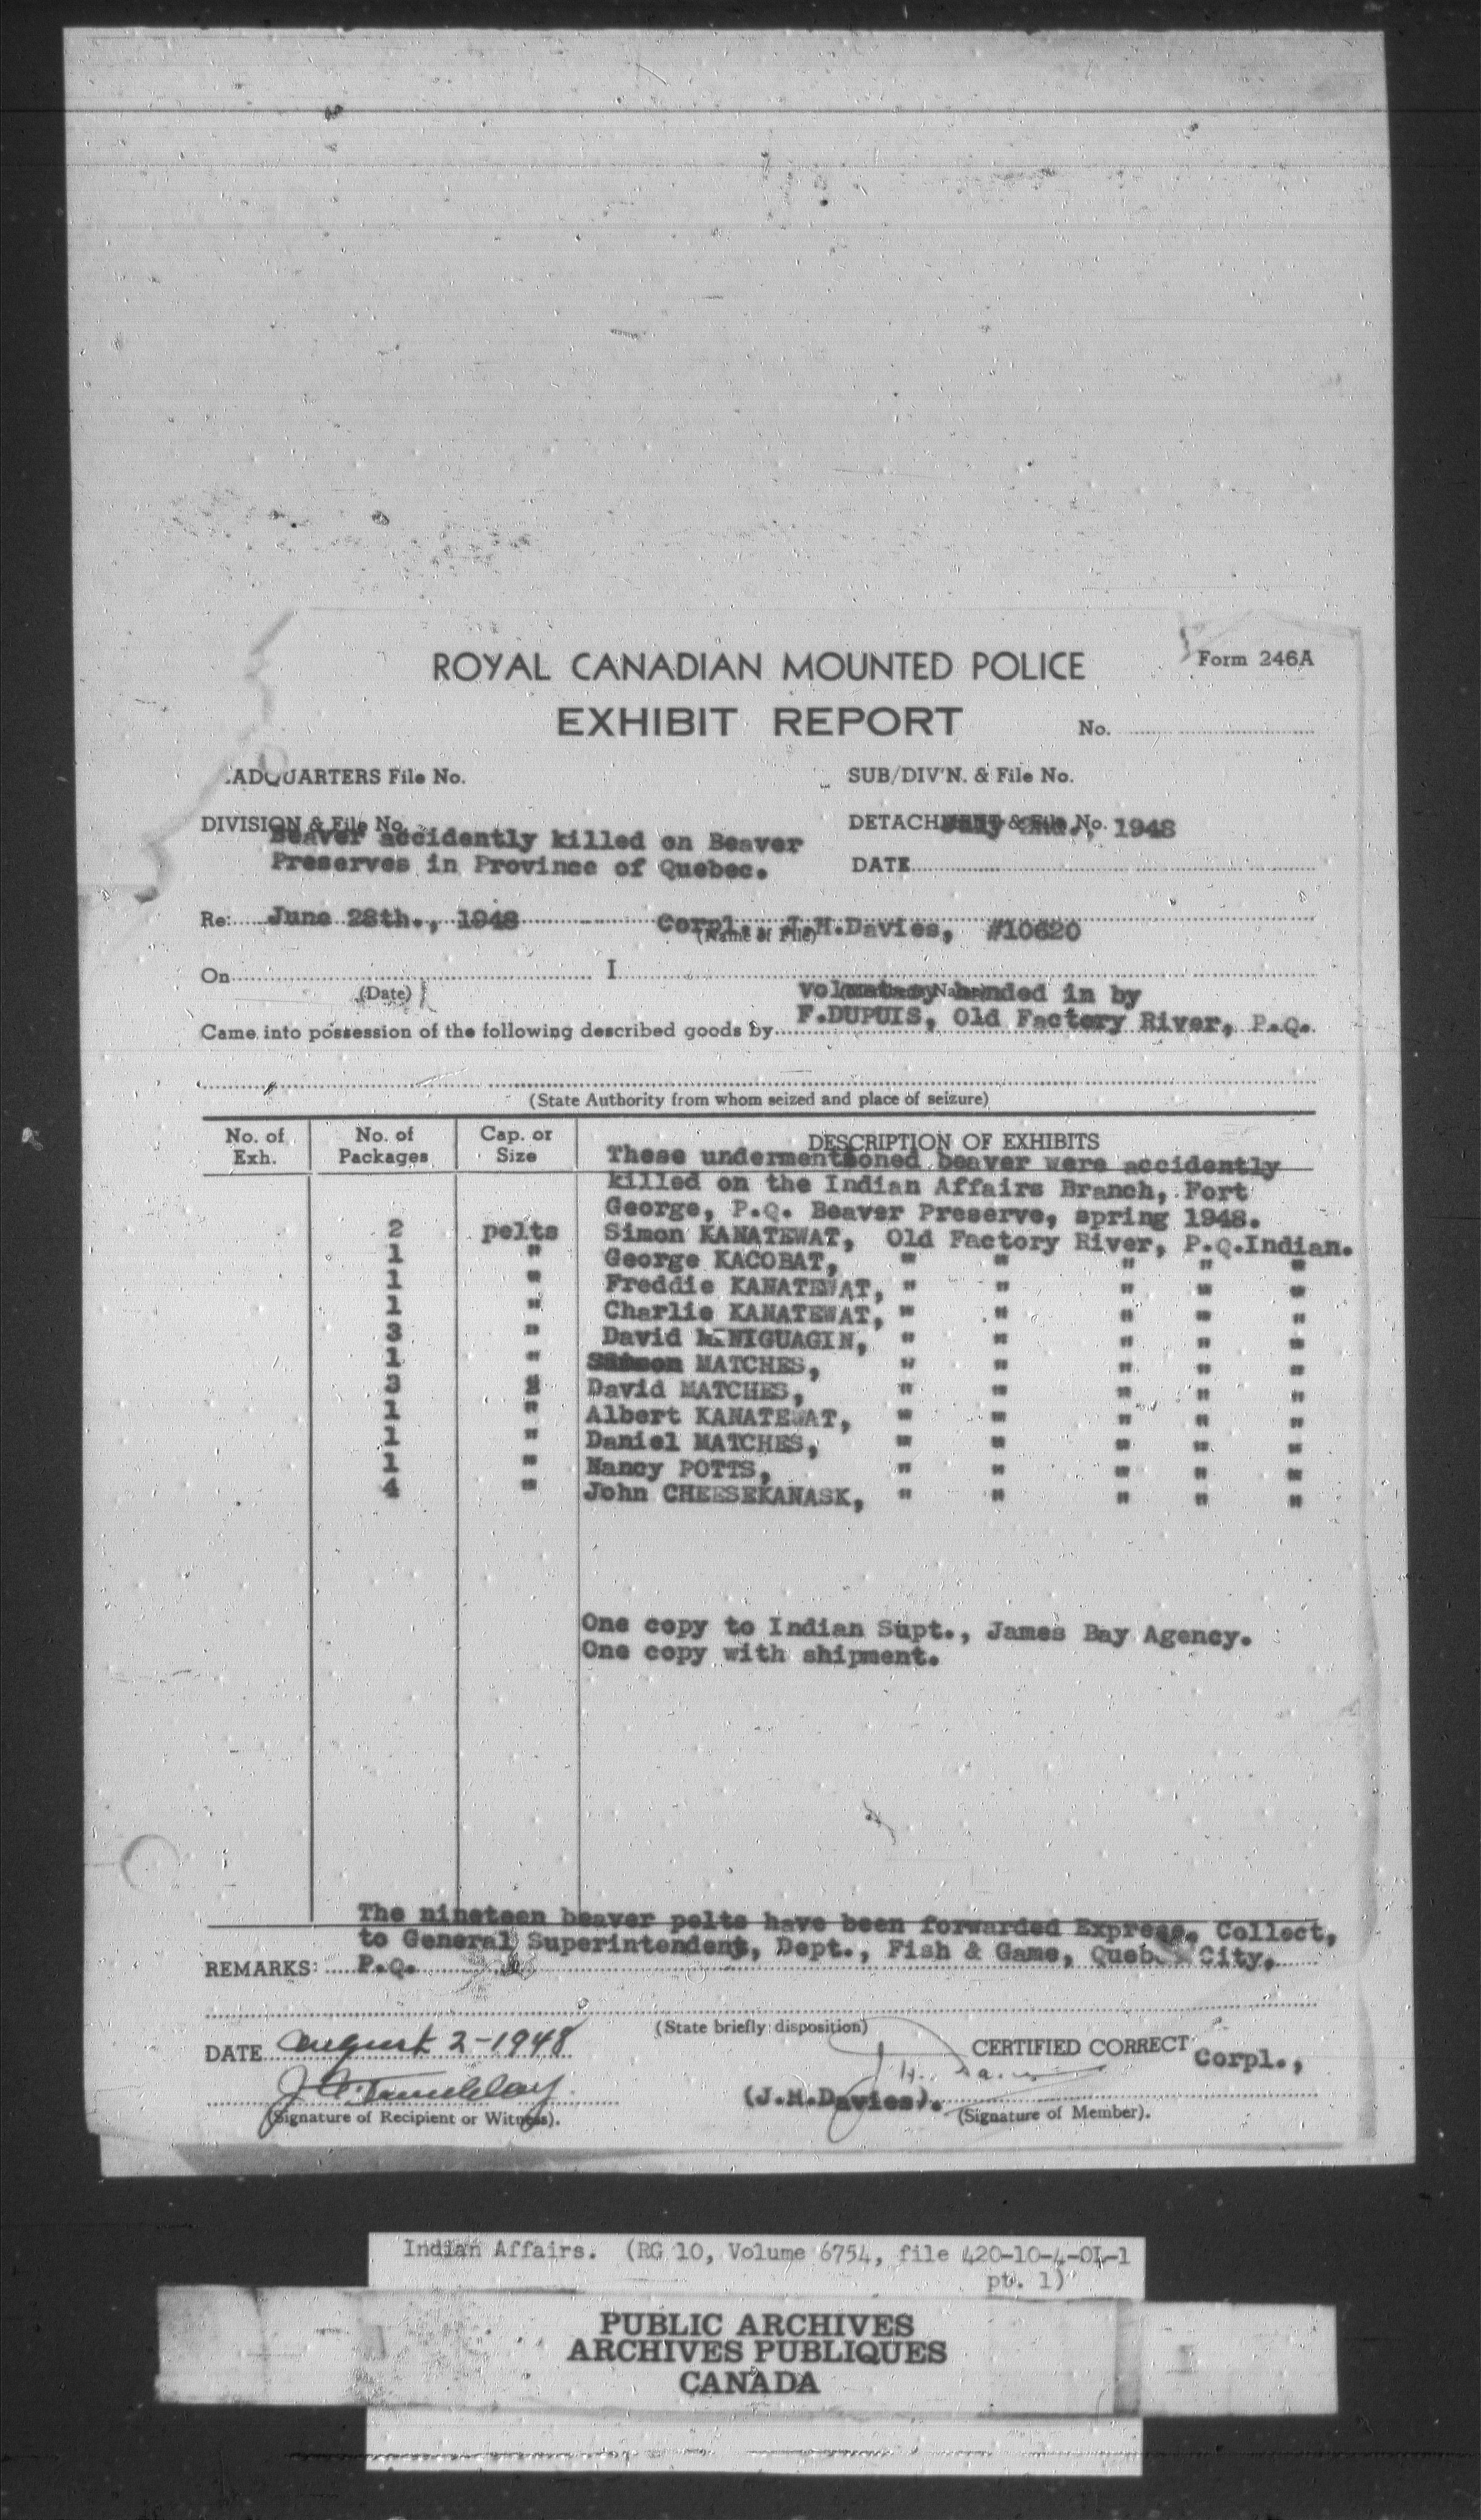 ROYAL CANADIAN MOUNTED POLICE
Form 246A
EXHIBIT REPORT
No.
ADQUARTERS File No.
SUB/DIV'N. & File No.
DIVISION & File No.
DETACHMENT & File No.
July 2nd., 1948
Beaver accidently killed on Beaver
Preserves in Province of Quebec.
DATE
Re: June 28th., 1948
Corpl. J.H.Davies, #10620
(Name of File)
On
I
(Date)
voluntary handed in by
Came into possession of the following described goods by F.DUPUIS, Old Factory River, P.Q.
(State Authority from whom seized and place of seizure)
No. of Exh.
No. of Packages
Cap. or Size
DESCRIPTION OF EXHIBITS
These undermentioned beaver were accidently
killed on the Indian Affairs Branch, Fort
George, P.Q. Beaver Preserve, spring 1948.
2 pelts Simon KANATEWAT, Old Factory River, P.Q.Indian.
1 " George KACOBAT, " " " " "
1 " Freddie KANATEWAT, " " " " "
1 " Charlie KANATEWAT, " " " " "
3 " David NIGUAGIN, " " " " "
1 " MATCHES, " " " " "
3 " David MATCHES, " " " " "
1 " Albert KANATEWAT, " " " " "
1 " Daniel MATCHES, " " " " "
1 " Nancy POTTS, " " " " "
4 " John CHEESEKANASK, " " " " "
One copy to Indian Supt., James Bay Agency.
One copy with shipment.
The nineteen beaver pelts have been forwarded Express, Collect,
to General Superintendent, Dept., Fish & Game, Quebec City,
REMARKS: P.Q.
(State briefly disposition)
DATE August 2-1948
CERTIFIED CORRECT Corpl.,
(J.H.Davies).
(Signature of Recipient or Witness).
(Signature of Member).
Indian Affairs. (RG 10, Volume 6754, file 420-10-4-OI-1
pt. 1)
PUBLIC ARCHIVES
ARCHIVES PUBLIQUES
CANADA